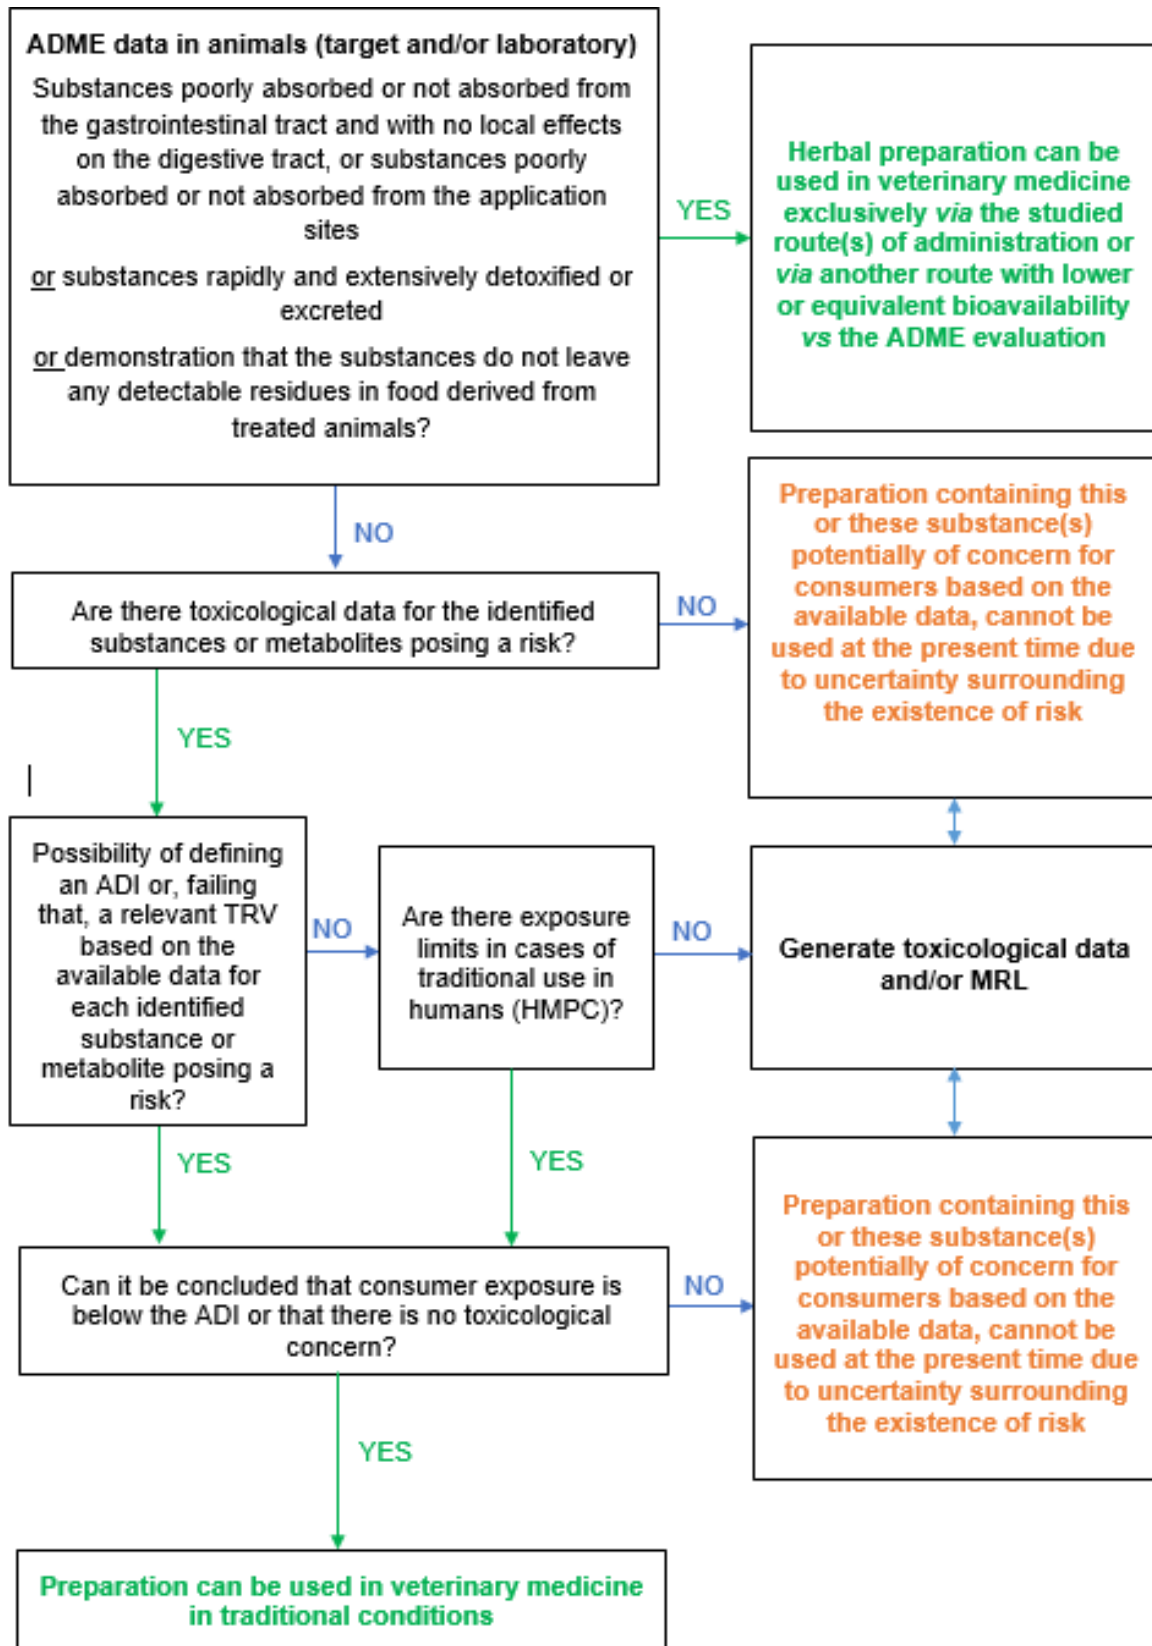 ADME data in animals (target and/or laboratory)
Substances poorly absorbed or not absorbed from
the gastrointestinal tract and with no local effects
on the digestive tract, or substances poorly
absorbed or not absorbed from the application
sites
or substances rapidly and extensively detoxified or
excreted
or demonstration that the substances do not leave
any detectable residues in food derived from
treated animals?
YES
Herbal preparation can be
used in veterinary medicine
exclusively via the studied
route(s) of administration or
via another route with lower
or equivalent bioavailability
vs the ADME evaluation
NO
Are there toxicological data for the identified
substances or metabolites posing a risk?
NO
Preparation containing this
or these substance(s)
potentially of concern for
consumers based on the
available data, cannot be
used at the present time due
to uncertainty surrounding
the existence of risk
YES
Possibility of defining
an ADI or, failing
that, a relevant TRV
based on the
available data for
each identified
substance or
metabolite posing a
risk?
NO
Are there exposure
limits in cases of
traditional use in
humans (HMPC)?
NO
Generate toxicological data
and/or MRL
YES
YES
Can it be concluded that consumer exposure is
below the ADI or that there is no toxicological
concern?
NO
Preparation containing this
or these substance(s)
potentially of concern for
consumers based on the
available data, cannot be
used at the present time due
to uncertainty surrounding
the existence of risk
YES
Preparation can be used in veterinary medicine
in traditional conditions